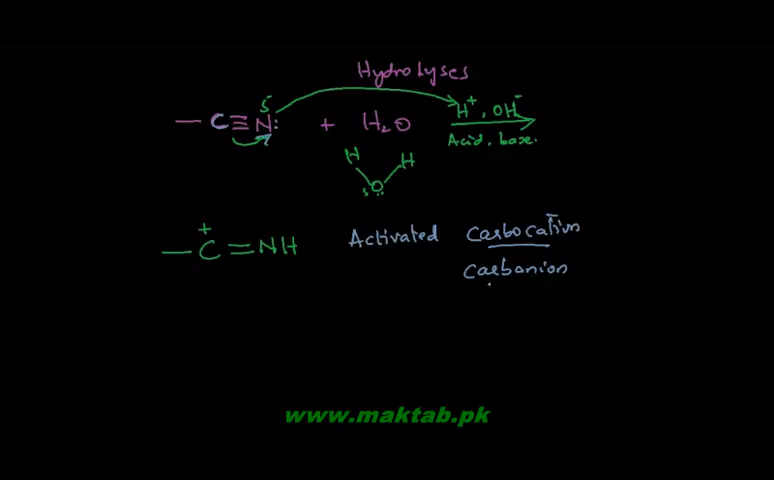 Hydrolyses
— C ≡ N: + H₂O H⁺, OH⁻
Acid, base.
H H
O
— C⁺ = NH Activated Carbocation
Carbanion
www.maktab.pk